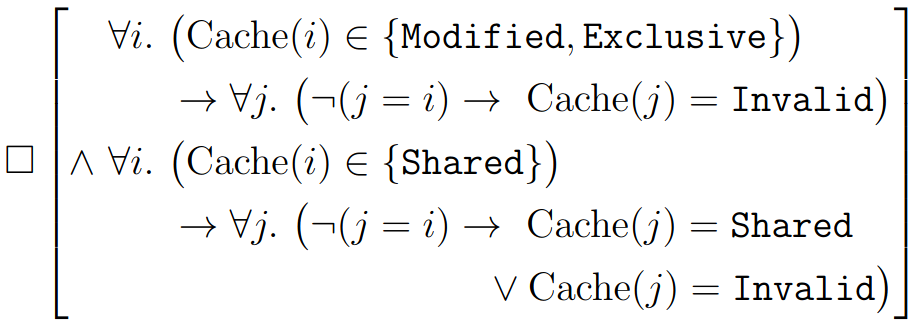 ∀i. (Cache(i) ∈ {Modified, Exclusive})
→ ∀j. (¬(j = i) → Cache(j) = Invalid)
□ ∧ ∀i. (Cache(i) ∈ {Shared})
→ ∀j. (¬(j = i) → Cache(j) = Shared
∨ Cache(j) = Invalid)